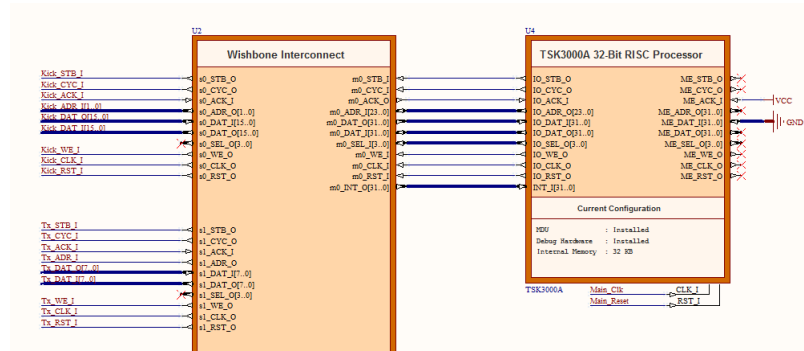 U2
Wishbone Interconnect
Kick_STB_I s0_STB_O m0_STB_I
Kick_CYC_I s0_CYC_O m0_CYC_I
Kick_ACK_I s0_ACK_I m0_ACK_O
Kick_ADR_I[1..0] s0_ADR_O[1..0] m0_ADR_I[23..0]
Kick_DAT_O[15..0] s0_DAT_I[15..0] m0_DAT_O[31..0]
Kick_DAT_I[15..0] s0_DAT_O[15..0] m0_DAT_I[31..0]
s0_SEL_O[3..0] m0_SEL_I[3..0]
Kick_WE_I s0_WE_O m0_WE_I
Kick_CLK_I s0_CLK_O m0_CLK_I
Kick_RST_I s0_RST_O m0_RST_I
m0_INT_O[31..0]
Tx_STB_I s1_STB_O
Tx_CYC_I s1_CYC_O
Tx_ACK_I s1_ACK_I
Tx_ADR_I s1_ADR_O
Tx_DAT_O[7..0] s1_DAT_I[7..0]
Tx_DAT_I[7..0] s1_DAT_O[7..0]
s1_SEL_O[3..0]
Tx_WE_I s1_WE_O
Tx_CLK_I s1_CLK_O
Tx_RST_I s1_RST_O
U4
TSK3000A 32-Bit RISC Processor
IO_STB_O ME_STB_O
IO_CYC_O ME_CYC_O
IO_ACK_I ME_ACK_I VCC
IO_ADR_O[23..0] ME_ADR_O[31..0]
IO_DAT_I[31..0] ME_DAT_I[31..0] GND
IO_DAT_O[31..0] ME_DAT_O[31..0]
IO_SEL_O[3..0] ME_SEL_O[3..0]
IO_WE_O ME_WE_O
IO_CLK_O ME_CLK_O
IO_RST_O ME_RST_O
INT_I[31..0]
Current Configuration
MDU : Installed
Debug Hardware : Installed
Internal Memory : 32 KB
TSK3000A Main_Clk CLK_I
Main_Reset RST_I